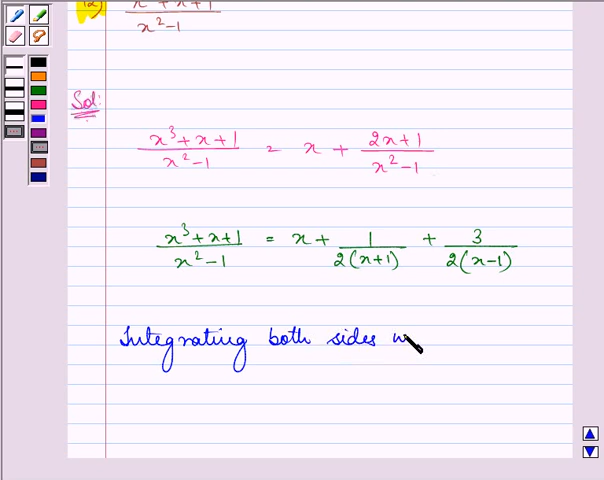 12) x³ + x + 1 / x² - 1
Sol:
x³ + x + 1 / x² - 1 = x + 2x + 1 / x² - 1
x³ + x + 1 / x² - 1 = x + 1 / 2(x+1) + 3 / 2(x-1)
Integrating both sides w